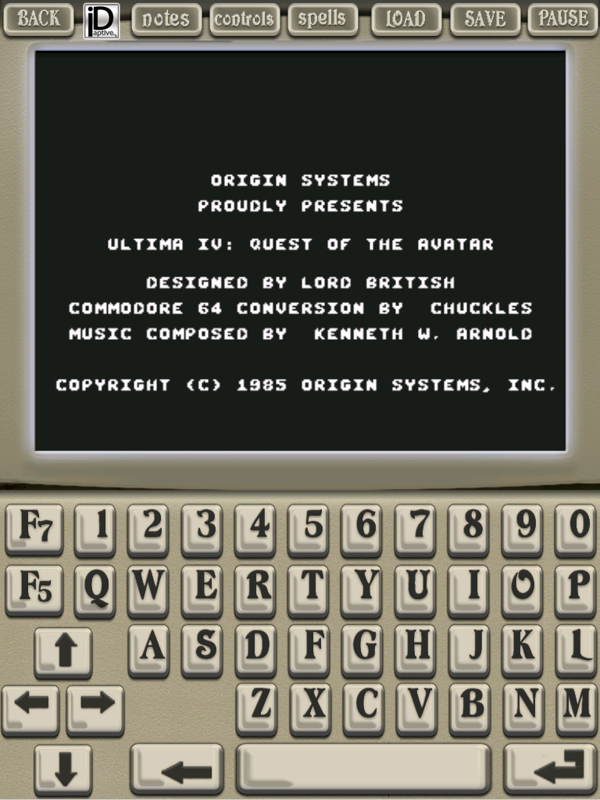 BACK iD aptive notes controls spells LOAD SAVE PAUSE
ORIGIN SYSTEMS
PROUDLY PRESENTS
ULTIMA IV: QUEST OF THE AVATAR
DESIGNED BY LORD BRITISH
COMMODORE 64 CONVERSION BY CHUCKLES
MUSIC COMPOSED BY KENNETH W. ARNOLD
COPYRIGHT (C) 1985 ORIGIN SYSTEMS, INC.
F7 1 2 3 4 5 6 7 8 9 0
F5 Q W E R T Y U I O P
A S D F G H J K L
Z X C V B N M